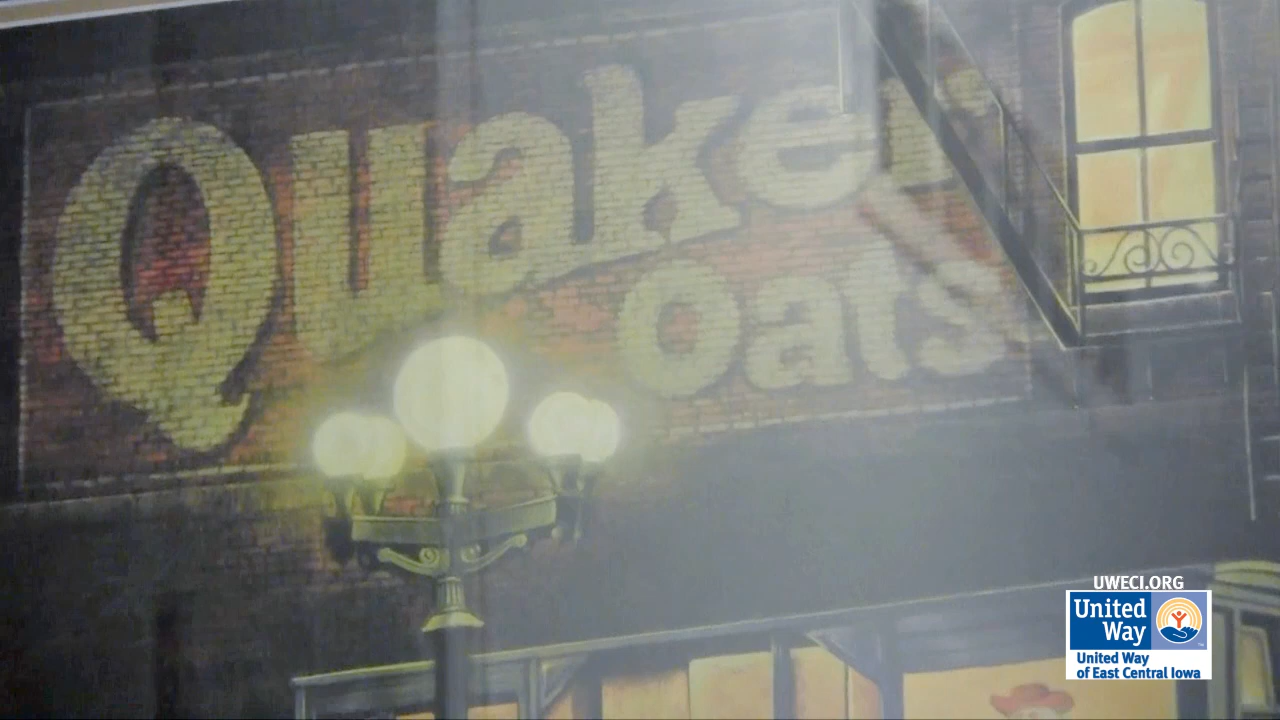 Quaker
Oats
UWECI.ORG
United
Way
United Way
of East Central Iowa